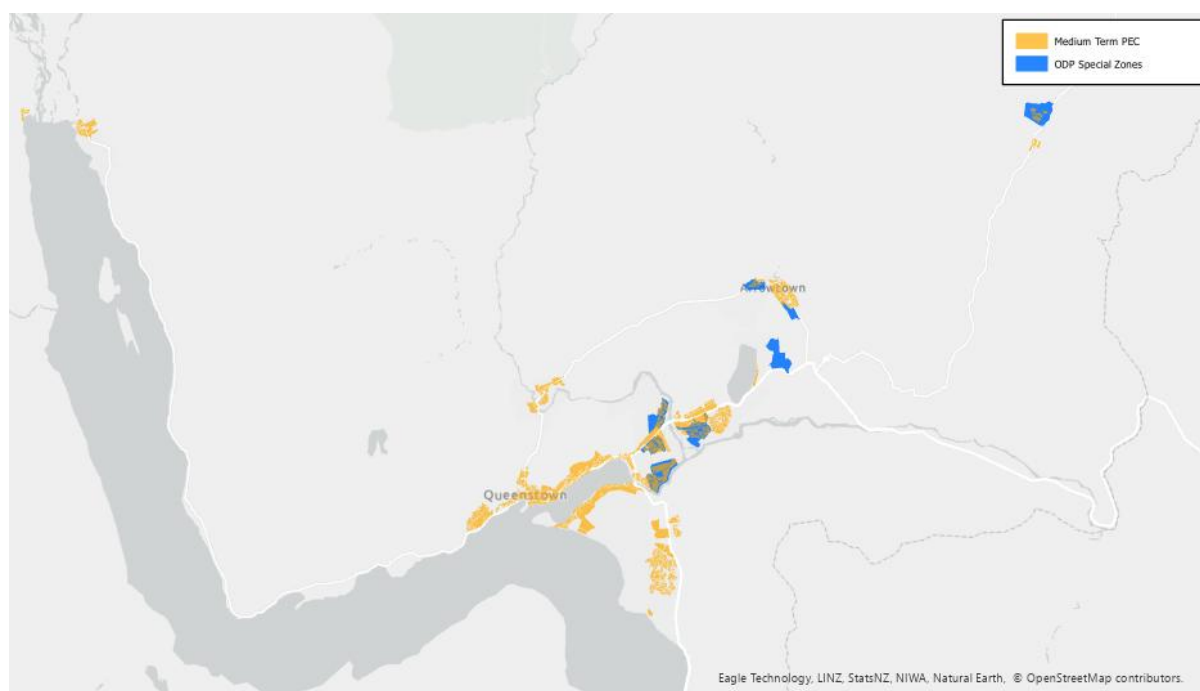 Medium Term PEC
ODP Special Zones
Arrowtown
Queenstown
Eagle Technology, LINZ, StatsNZ, NIWA, Natural Earth, © OpenStreetMap contributors.